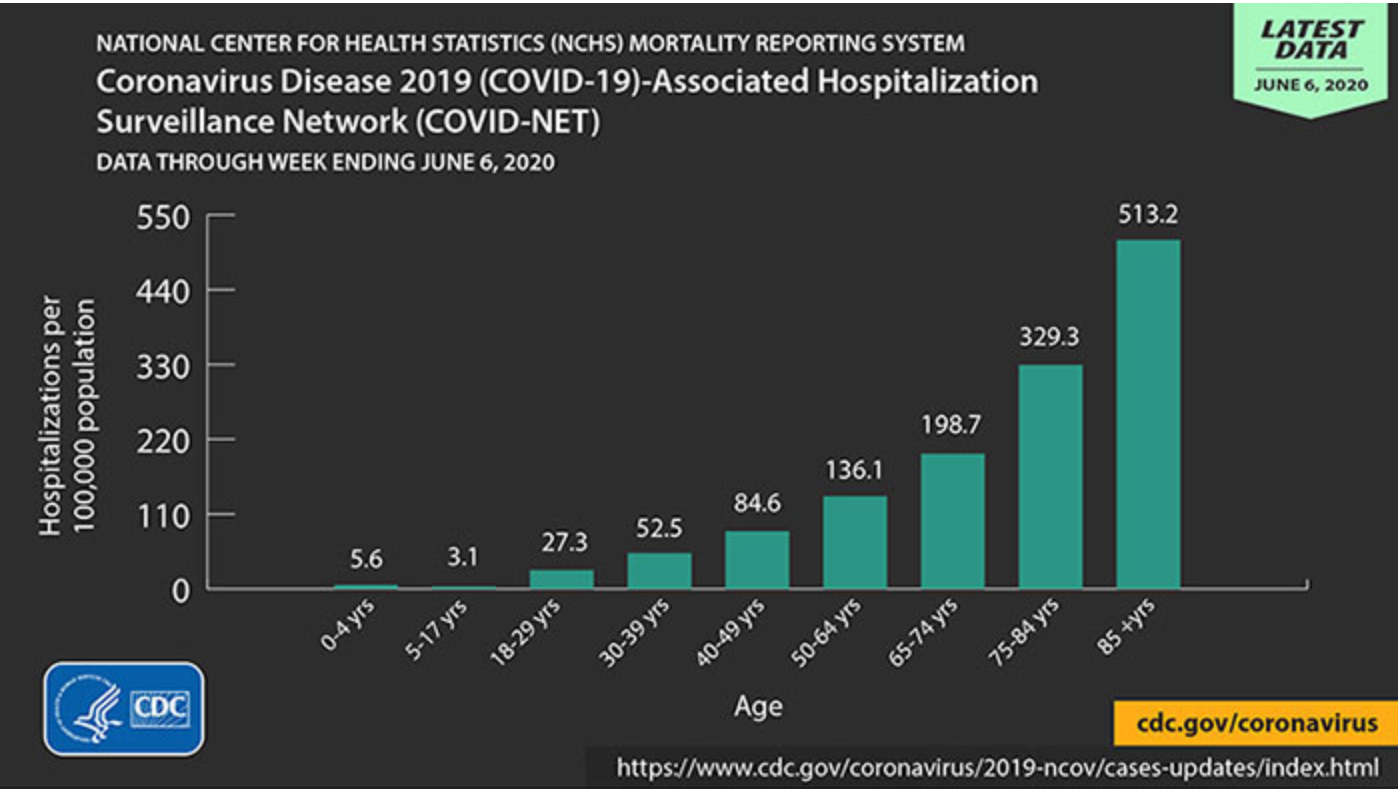 NATIONAL CENTER FOR HEALTH STATISTICS (NCHS) MORTALITY REPORTING SYSTEM
Coronavirus Disease 2019 (COVID-19)-Associated Hospitalization
Surveillance Network (COVID-NET)
DATA THROUGH WEEK ENDING JUNE 6, 2020
LATEST
DATA
JUNE 6, 2020
Hospitalizations per
100,000 population
550
440
330
220
110
0
5.6
3.1
27.3
52.5
84.6
136.1
198.7
329.3
513.2
0-4 yrs
5-17 yrs
18-29 yrs
30-39 yrs
40-49 yrs
50-64 yrs
65-74 yrs
75-84 yrs
85 +yrs
Age
CDC
cdc.gov/coronavirus
https://www.cdc.gov/coronavirus/2019-ncov/cases-updates/index.html